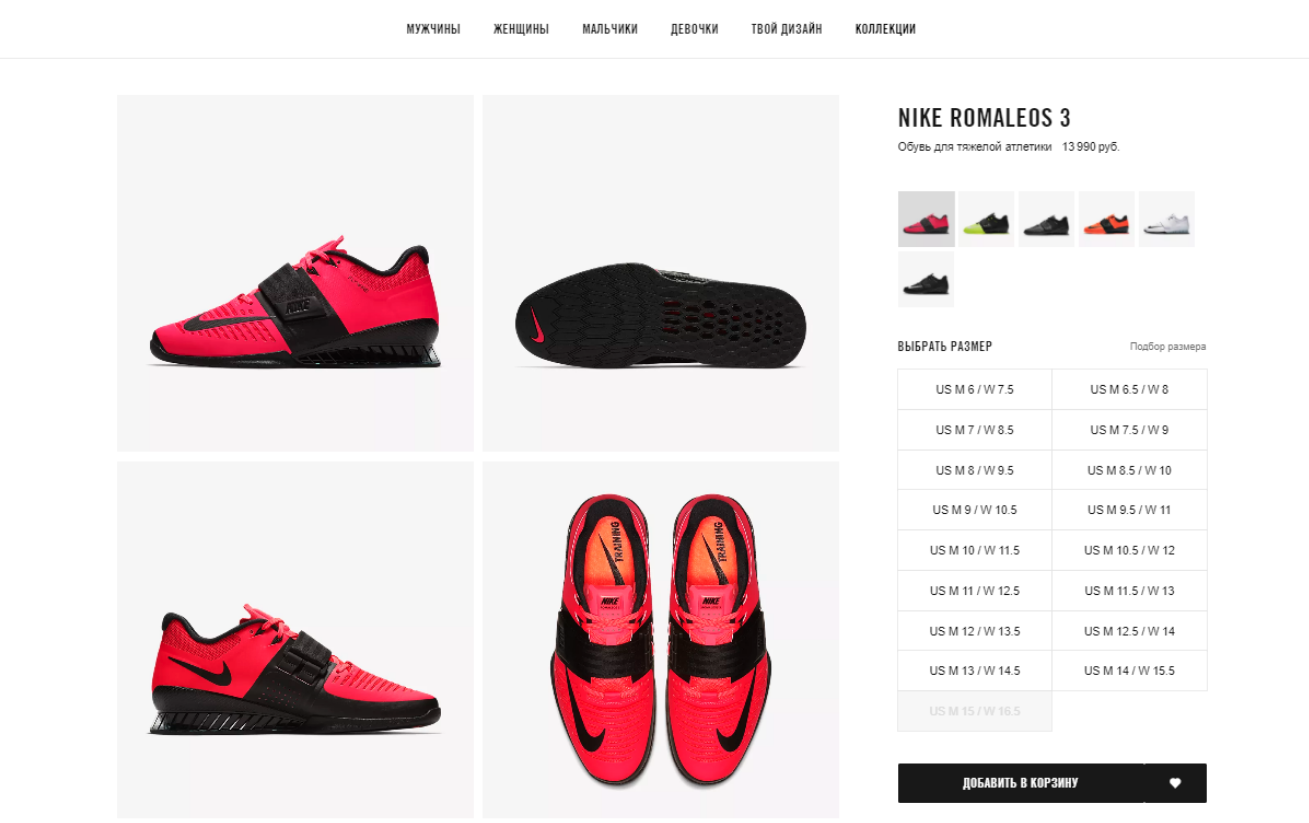 МУЖЧИНЫ ЖЕНЩИНЫ МАЛЬЧИКИ ДЕВОЧКИ ТВОЙ ДИЗАЙН КОЛЛЕКЦИИ
NIKE ROMALEOS 3
Обувь для тяжелой атлетики 13 990 руб.
ВЫБРАТЬ РАЗМЕР Подбор размера
US M 6 / W 7.5 US M 6.5 / W 8
US M 7 / W 8.5 US M 7.5 / W 9
US M 8 / W 9.5 US M 8.5 / W 10
US M 9 / W 10.5 US M 9.5 / W 11
US M 10 / W 11.5 US M 10.5 / W 12
US M 11 / W 12.5 US M 11.5 / W 13
US M 12 / W 13.5 US M 12.5 / W 14
US M 13 / W 14.5 US M 14 / W 15.5
US M 15 / W 16.5
ДОБАВИТЬ В КОРЗИНУ
NIKE
TRAINING TRAINING
NIKE NIKE